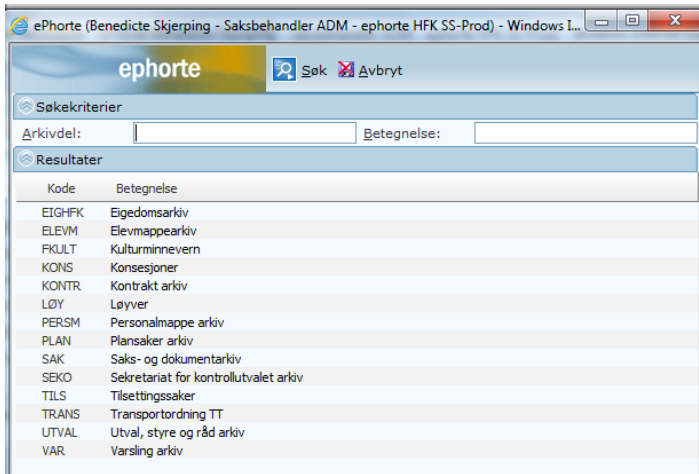 ePhorte (Benedicte Skjerping - Saksbehandler ADM - ephorte HFK SS-Prod) - Windows I...
ephorte Søk Avbryt
Søkekriterier
Arkivdel: Betegnelse:
Resultater
Kode Betegnelse
EIGHFK Eigedomsarkiv
ELEVM Elevmappearkiv
FKULT Kulturminnevern
KONS Konsesjoner
KONTR Kontrakt arkiv
LØY Løyver
PERSM Personalmappe arkiv
PLAN Plansaker arkiv
SAK Saks- og dokumentarkiv
SEKO Sekretariat for kontrollutvalet arkiv
TILS Tilsettingssaker
TRANS Transportordning TT
UTVAL Utval, styre og råd arkiv
VAR Varsling arkiv